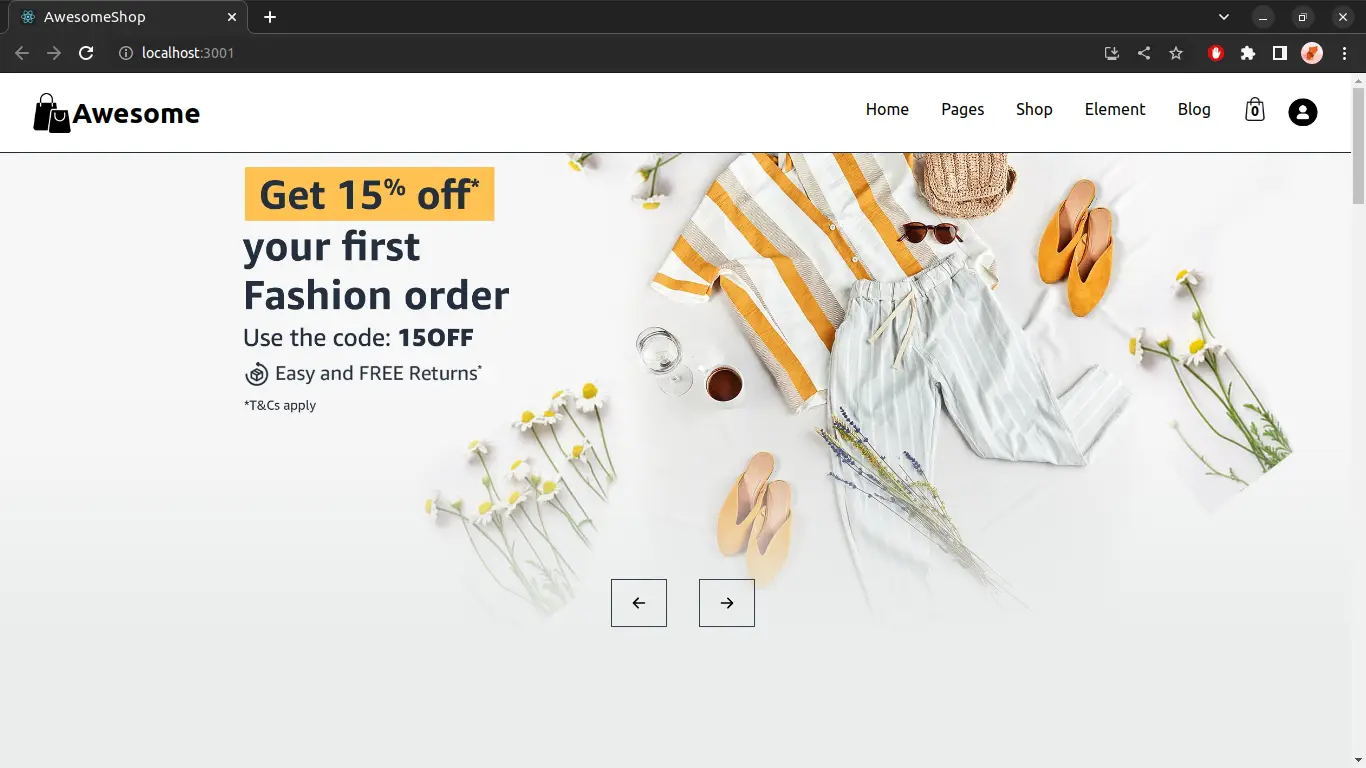 AwesomeShop
localhost:3001
Awesome
Home Pages Shop Element Blog 0
Get 15% off*
your first
Fashion order
Use the code: 15OFF
Easy and FREE Returns*
*T&Cs apply